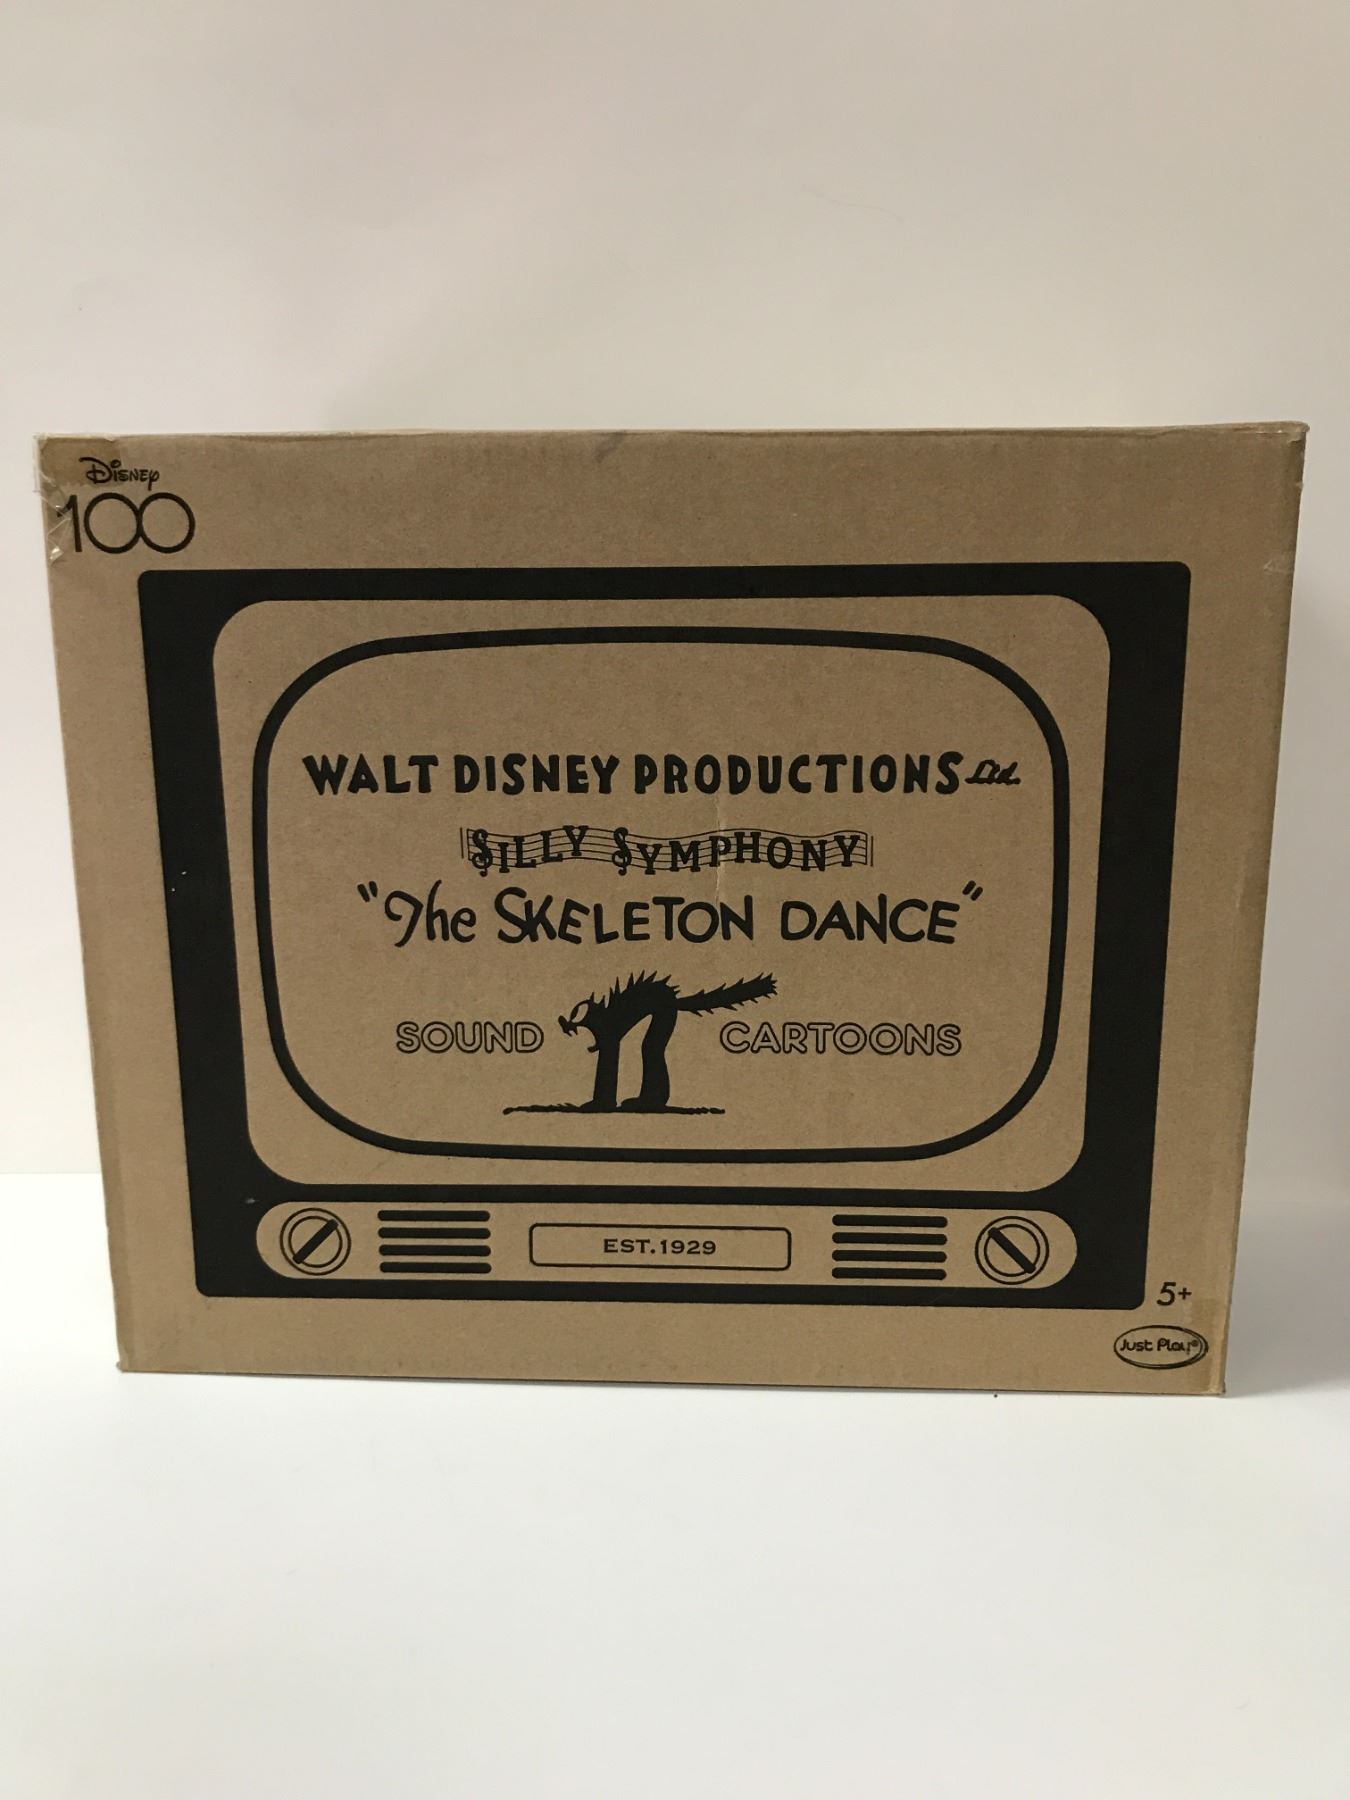 Disney
100
WALT DISNEY PRODUCTIONS Ltd.
SILLY SYMPHONY
"The SKELETON DANCE"
SOUND CARTOONS
EST.1929
5+
Just Play®